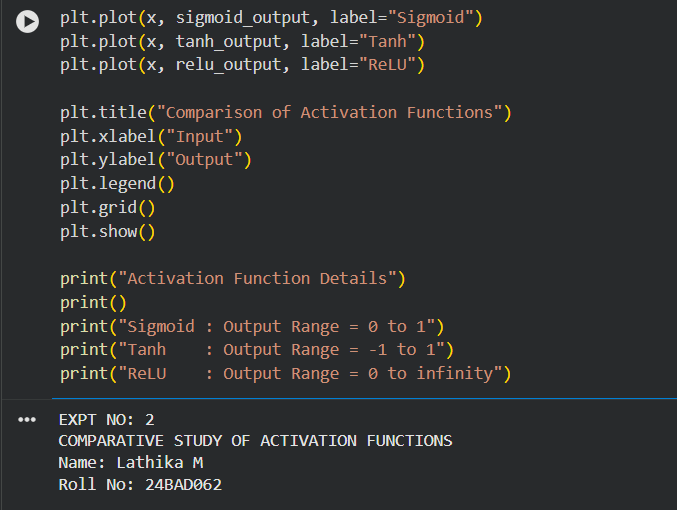 plt.plot(x, sigmoid_output, label="Sigmoid")
plt.plot(x, tanh_output, label="Tanh")
plt.plot(x, relu_output, label="ReLU")
plt.title("Comparison of Activation Functions")
plt.xlabel("Input")
plt.ylabel("Output")
plt.legend()
plt.grid()
plt.show()
print("Activation Function Details")
print()
print("Sigmoid : Output Range = 0 to 1")
print("Tanh    : Output Range = -1 to 1")
print("ReLU    : Output Range = 0 to infinity")
EXPT NO: 2
COMPARATIVE STUDY OF ACTIVATION FUNCTIONS
Name: Lathika M
Roll No: 24BAD062